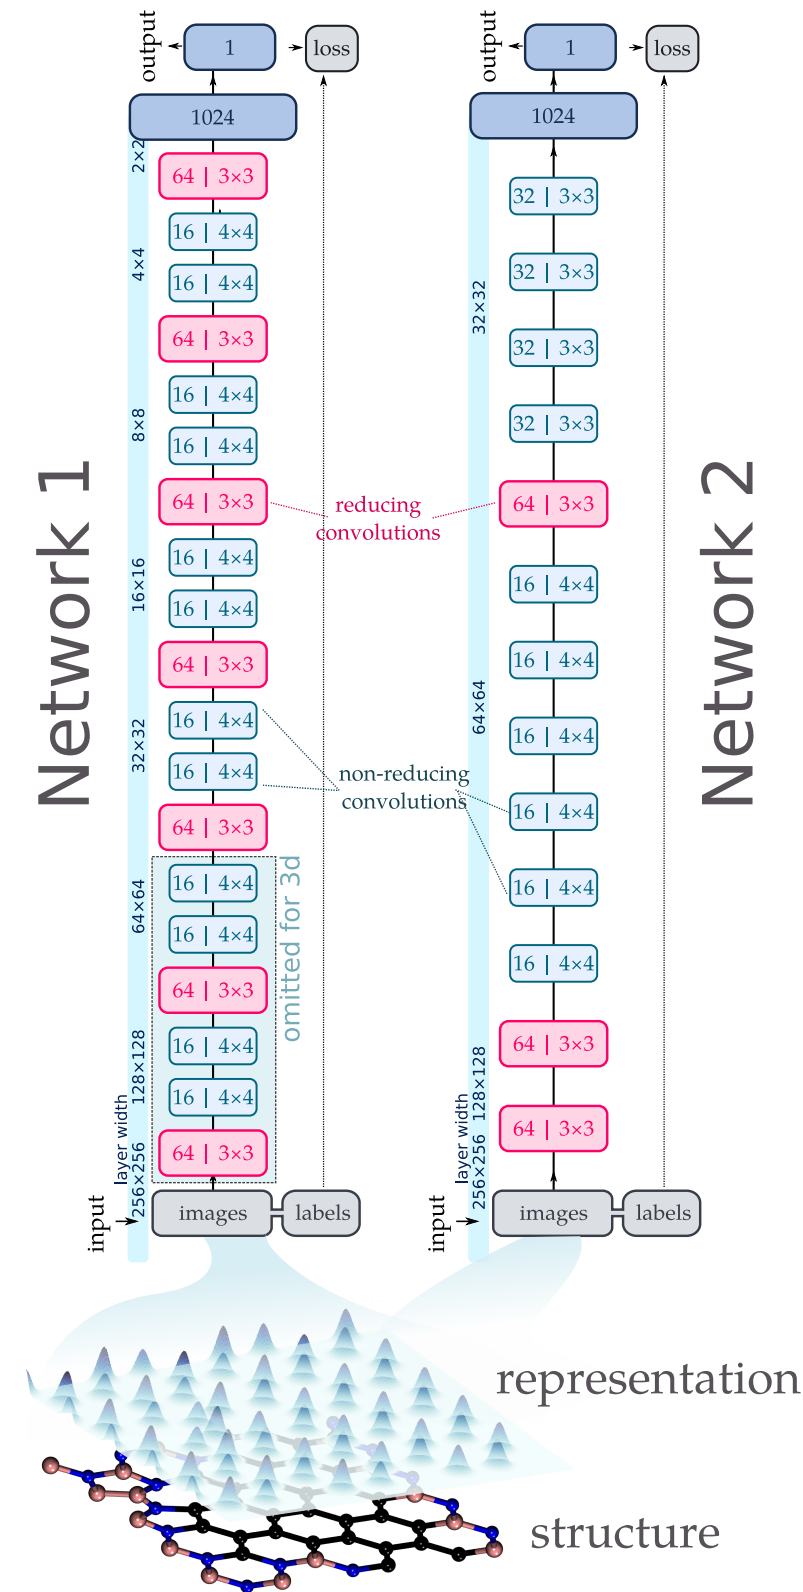 output
1
loss
1024
2×2
64 | 3×3
16 | 4×4
4×4
16 | 4×4
64 | 3×3
16 | 4×4
8×8
16 | 4×4
64 | 3×3
16 | 4×4
16×16
16 | 4×4
64 | 3×3
16 | 4×4
32×32
16 | 4×4
64 | 3×3
16 | 4×4
64×64
16 | 4×4
64 | 3×3
16 | 4×4
128×128
16 | 4×4
64 | 3×3
layer width
256×256
input
images
labels
omitted for 3d
Network 1
reducing
convolutions
non-reducing
convolutions
output
1
loss
1024
32 | 3×3
32 | 3×3
32×32
32 | 3×3
32 | 3×3
64 | 3×3
16 | 4×4
16 | 4×4
64×64
16 | 4×4
16 | 4×4
16 | 4×4
16 | 4×4
64 | 3×3
128×128
64 | 3×3
layer width
256×256
input
images
labels
Network 2
representation
structure